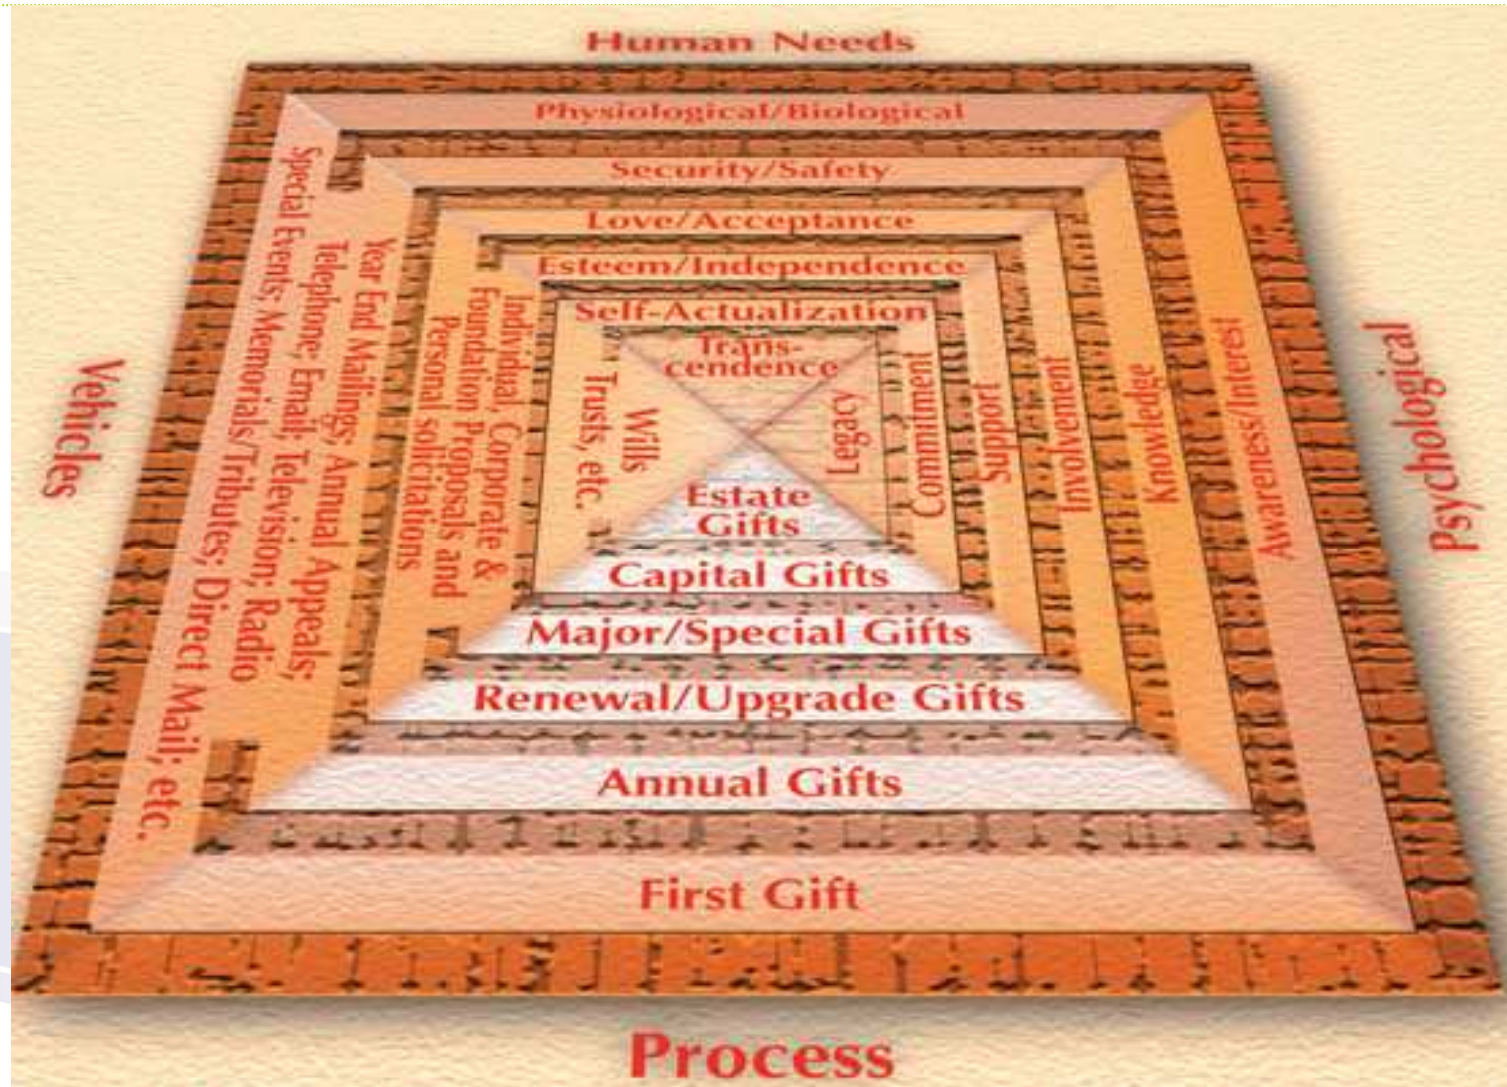 Human Needs
Physiological/Biological
Security/Safety
Love/Acceptance
Esteem/Independence
Self-Actualization
Trans-
cendence
Vehicles
Special Events; Memorials/Tributes; Direct Mail; etc.
Telephone; Email; Television; Radio
Year End Mailings; Annual Appeals;
Individual, Corporate &
Foundation Proposals and
Personal solicitations
Wills
Trusts, etc.
Legacy
Commitment
Support
Involvement
Knowledge
Awareness/Interest
Psychological
Estate
Gifts
Capital Gifts
Major/Special Gifts
Renewal/Upgrade Gifts
Annual Gifts
First Gift
Process